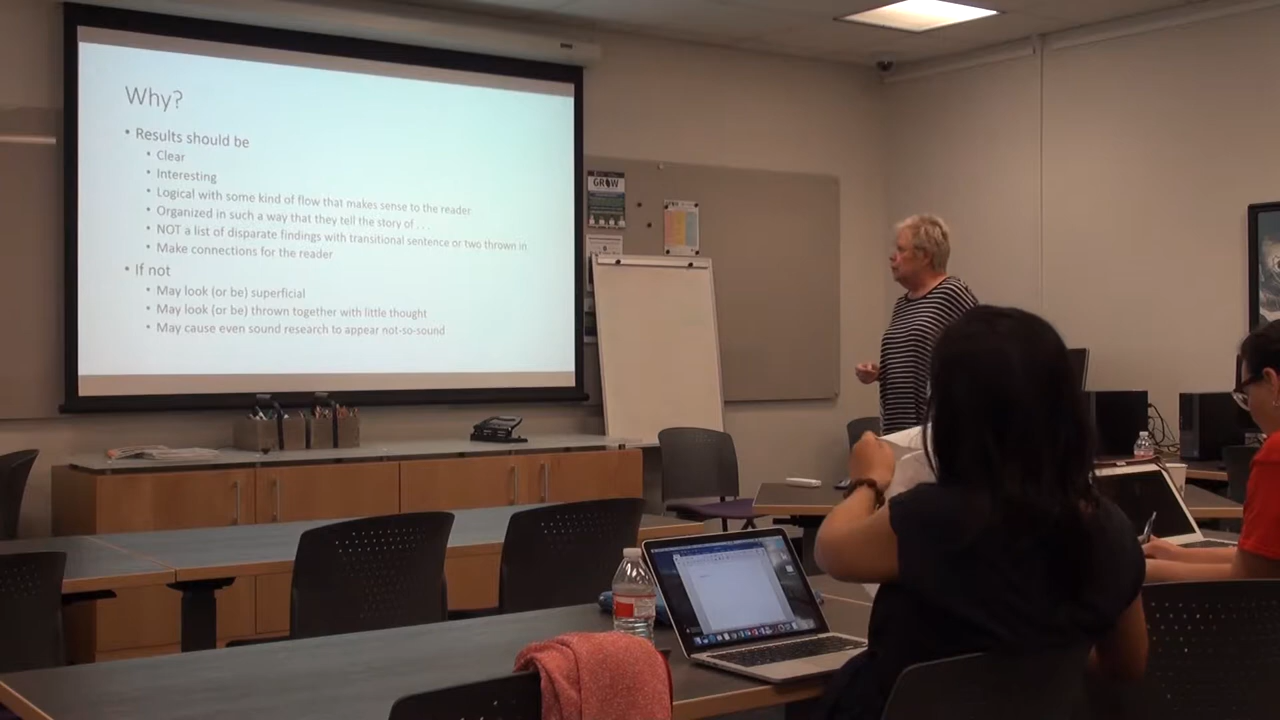 Why?
• Results should be
• Clear
• Interesting
• Logical with some kind of flow that makes sense to the reader
• Organized in such a way that they tell the story of . . .
• NOT a list of disparate findings with transitional sentence or two thrown in
• Make connections for the reader
• If not
• May look (or be) superficial
• May look (or be) thrown together with little thought
• May cause even sound research to appear not-so-sound
GROW